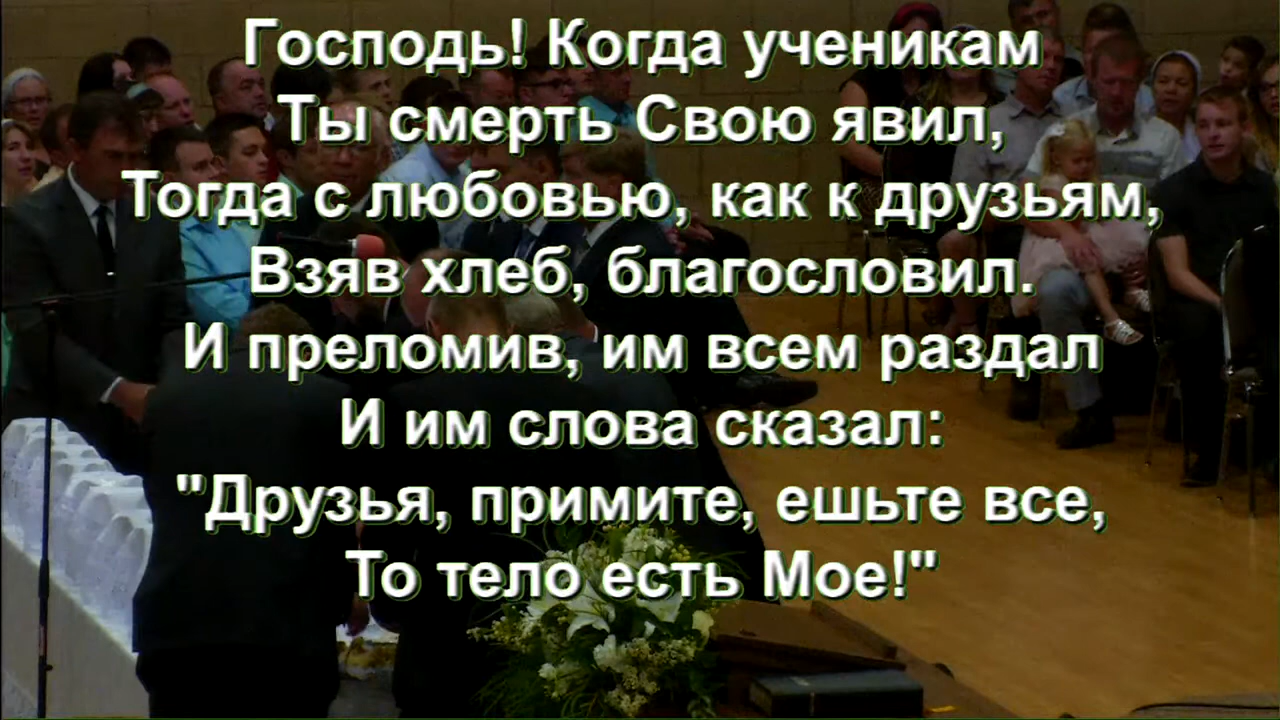 Господь! Когда ученикам
Ты смерть Свою явил,
Тогда с любовью, как к друзьям,
Взяв хлеб, благословил.
И преломив, им всем раздал
И им слова сказал:
"Друзья, примите, ешьте все,
То тело есть Мое!"